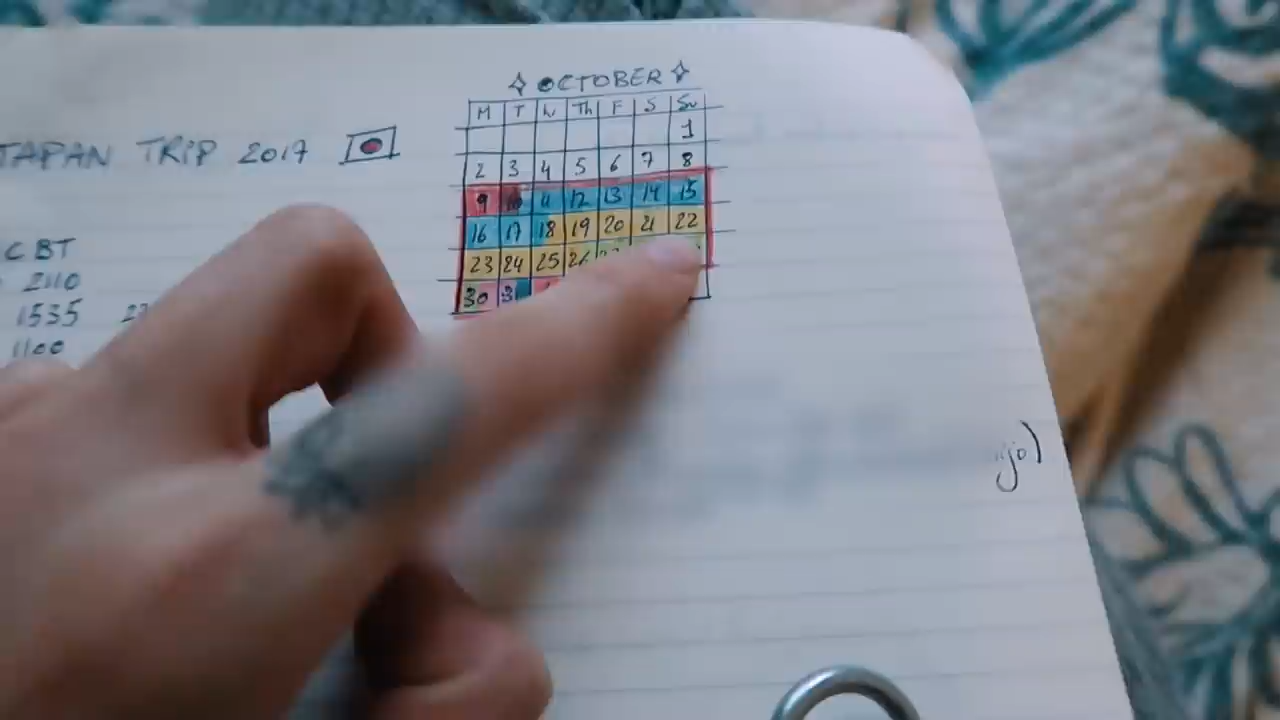 ✧ OCTOBER ✧
M T W Th F S Su
1
JAPAN TRIP 2017
2 3 4 5 6 7 8
9 10 11 12 13 14 15
16 17 18 19 20 21 22
CBT
23 24 25 26
2110
30 31
1535
1100